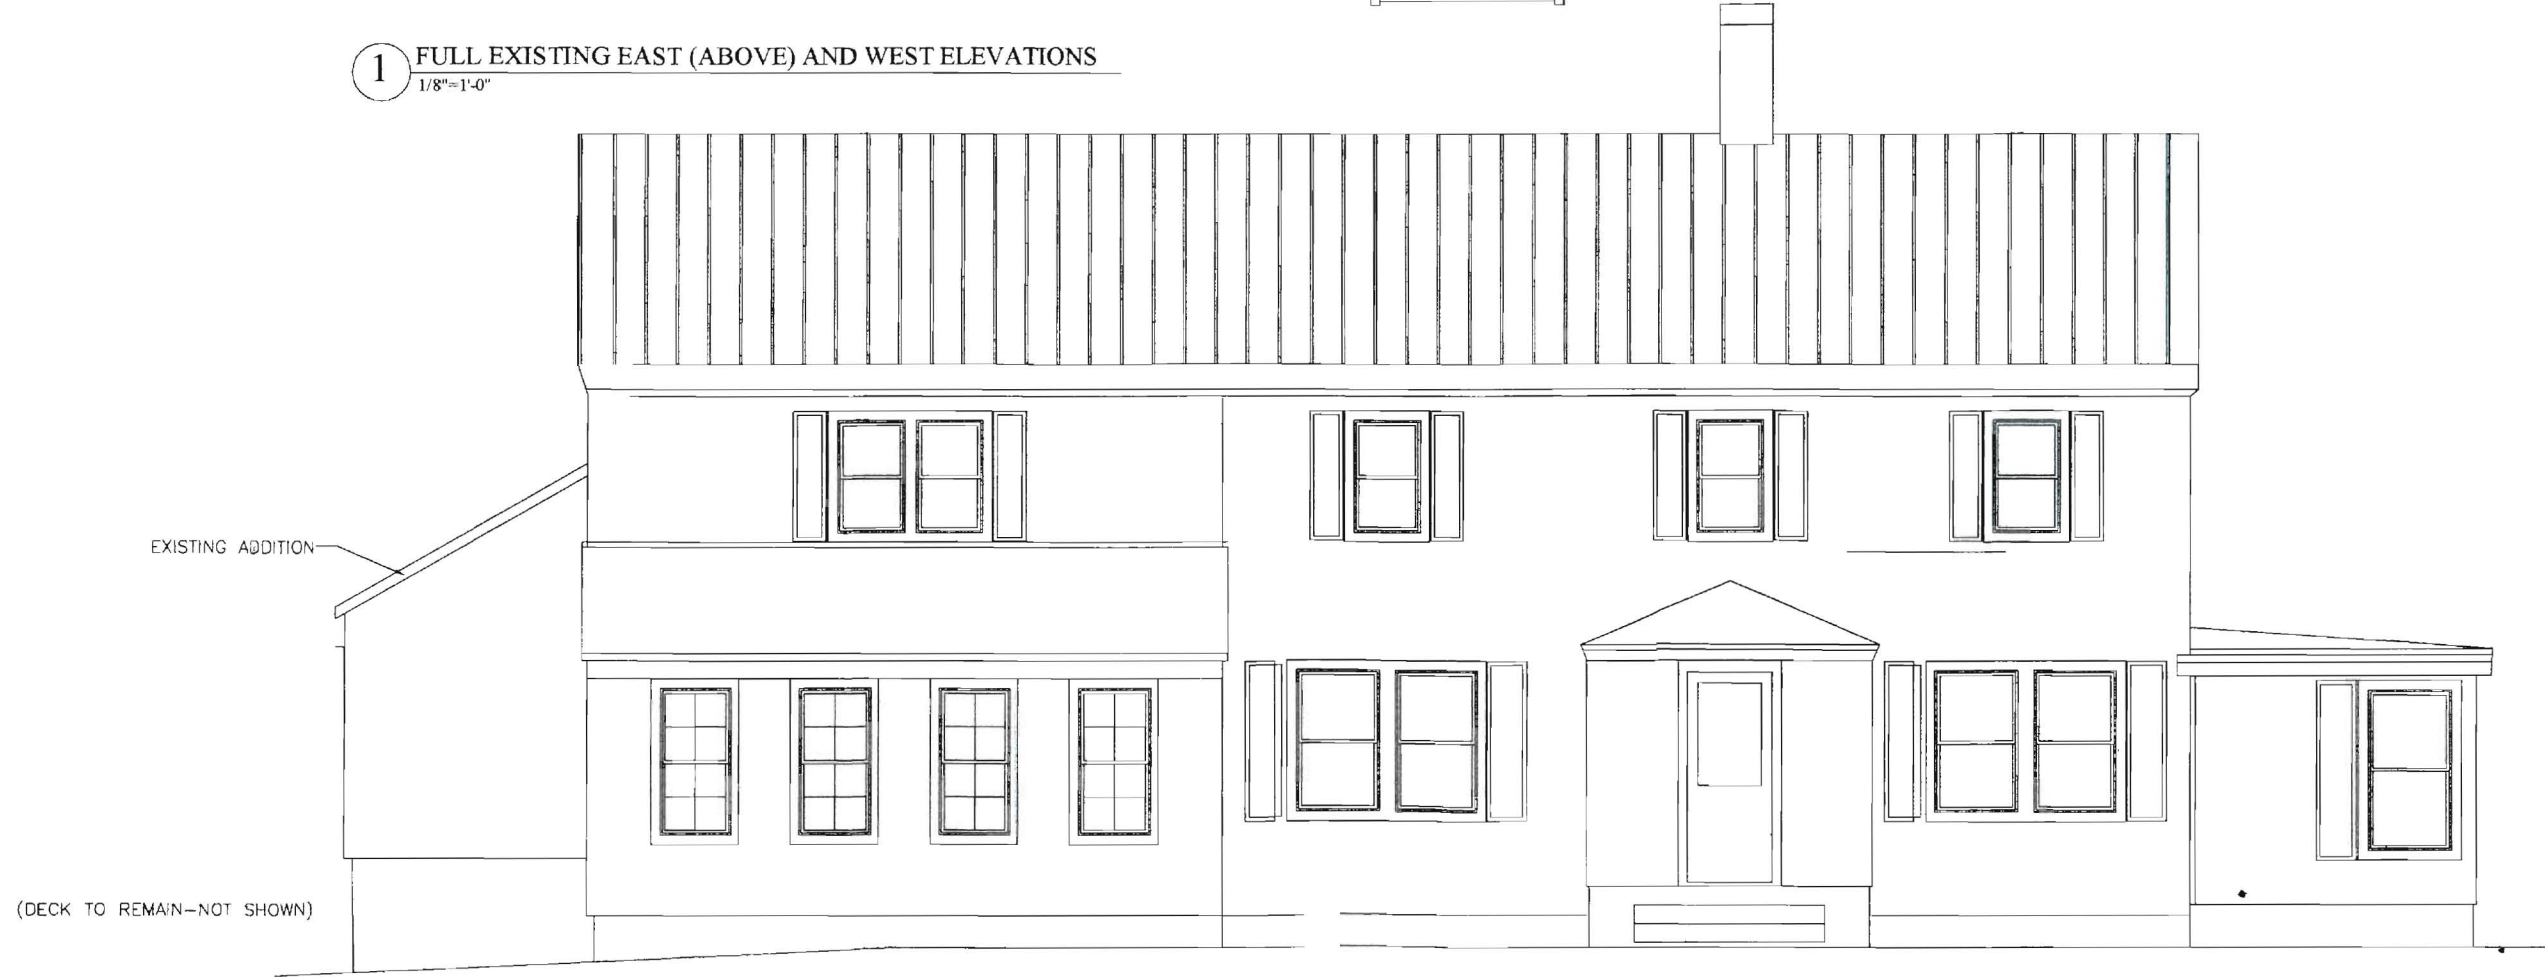 1 FULL EXISTING EAST (ABOVE) AND WEST ELEVATIONS
1/8"=1'-0"
EXISTING ADDITION
(DECK TO REMAIN-NOT SHOWN)